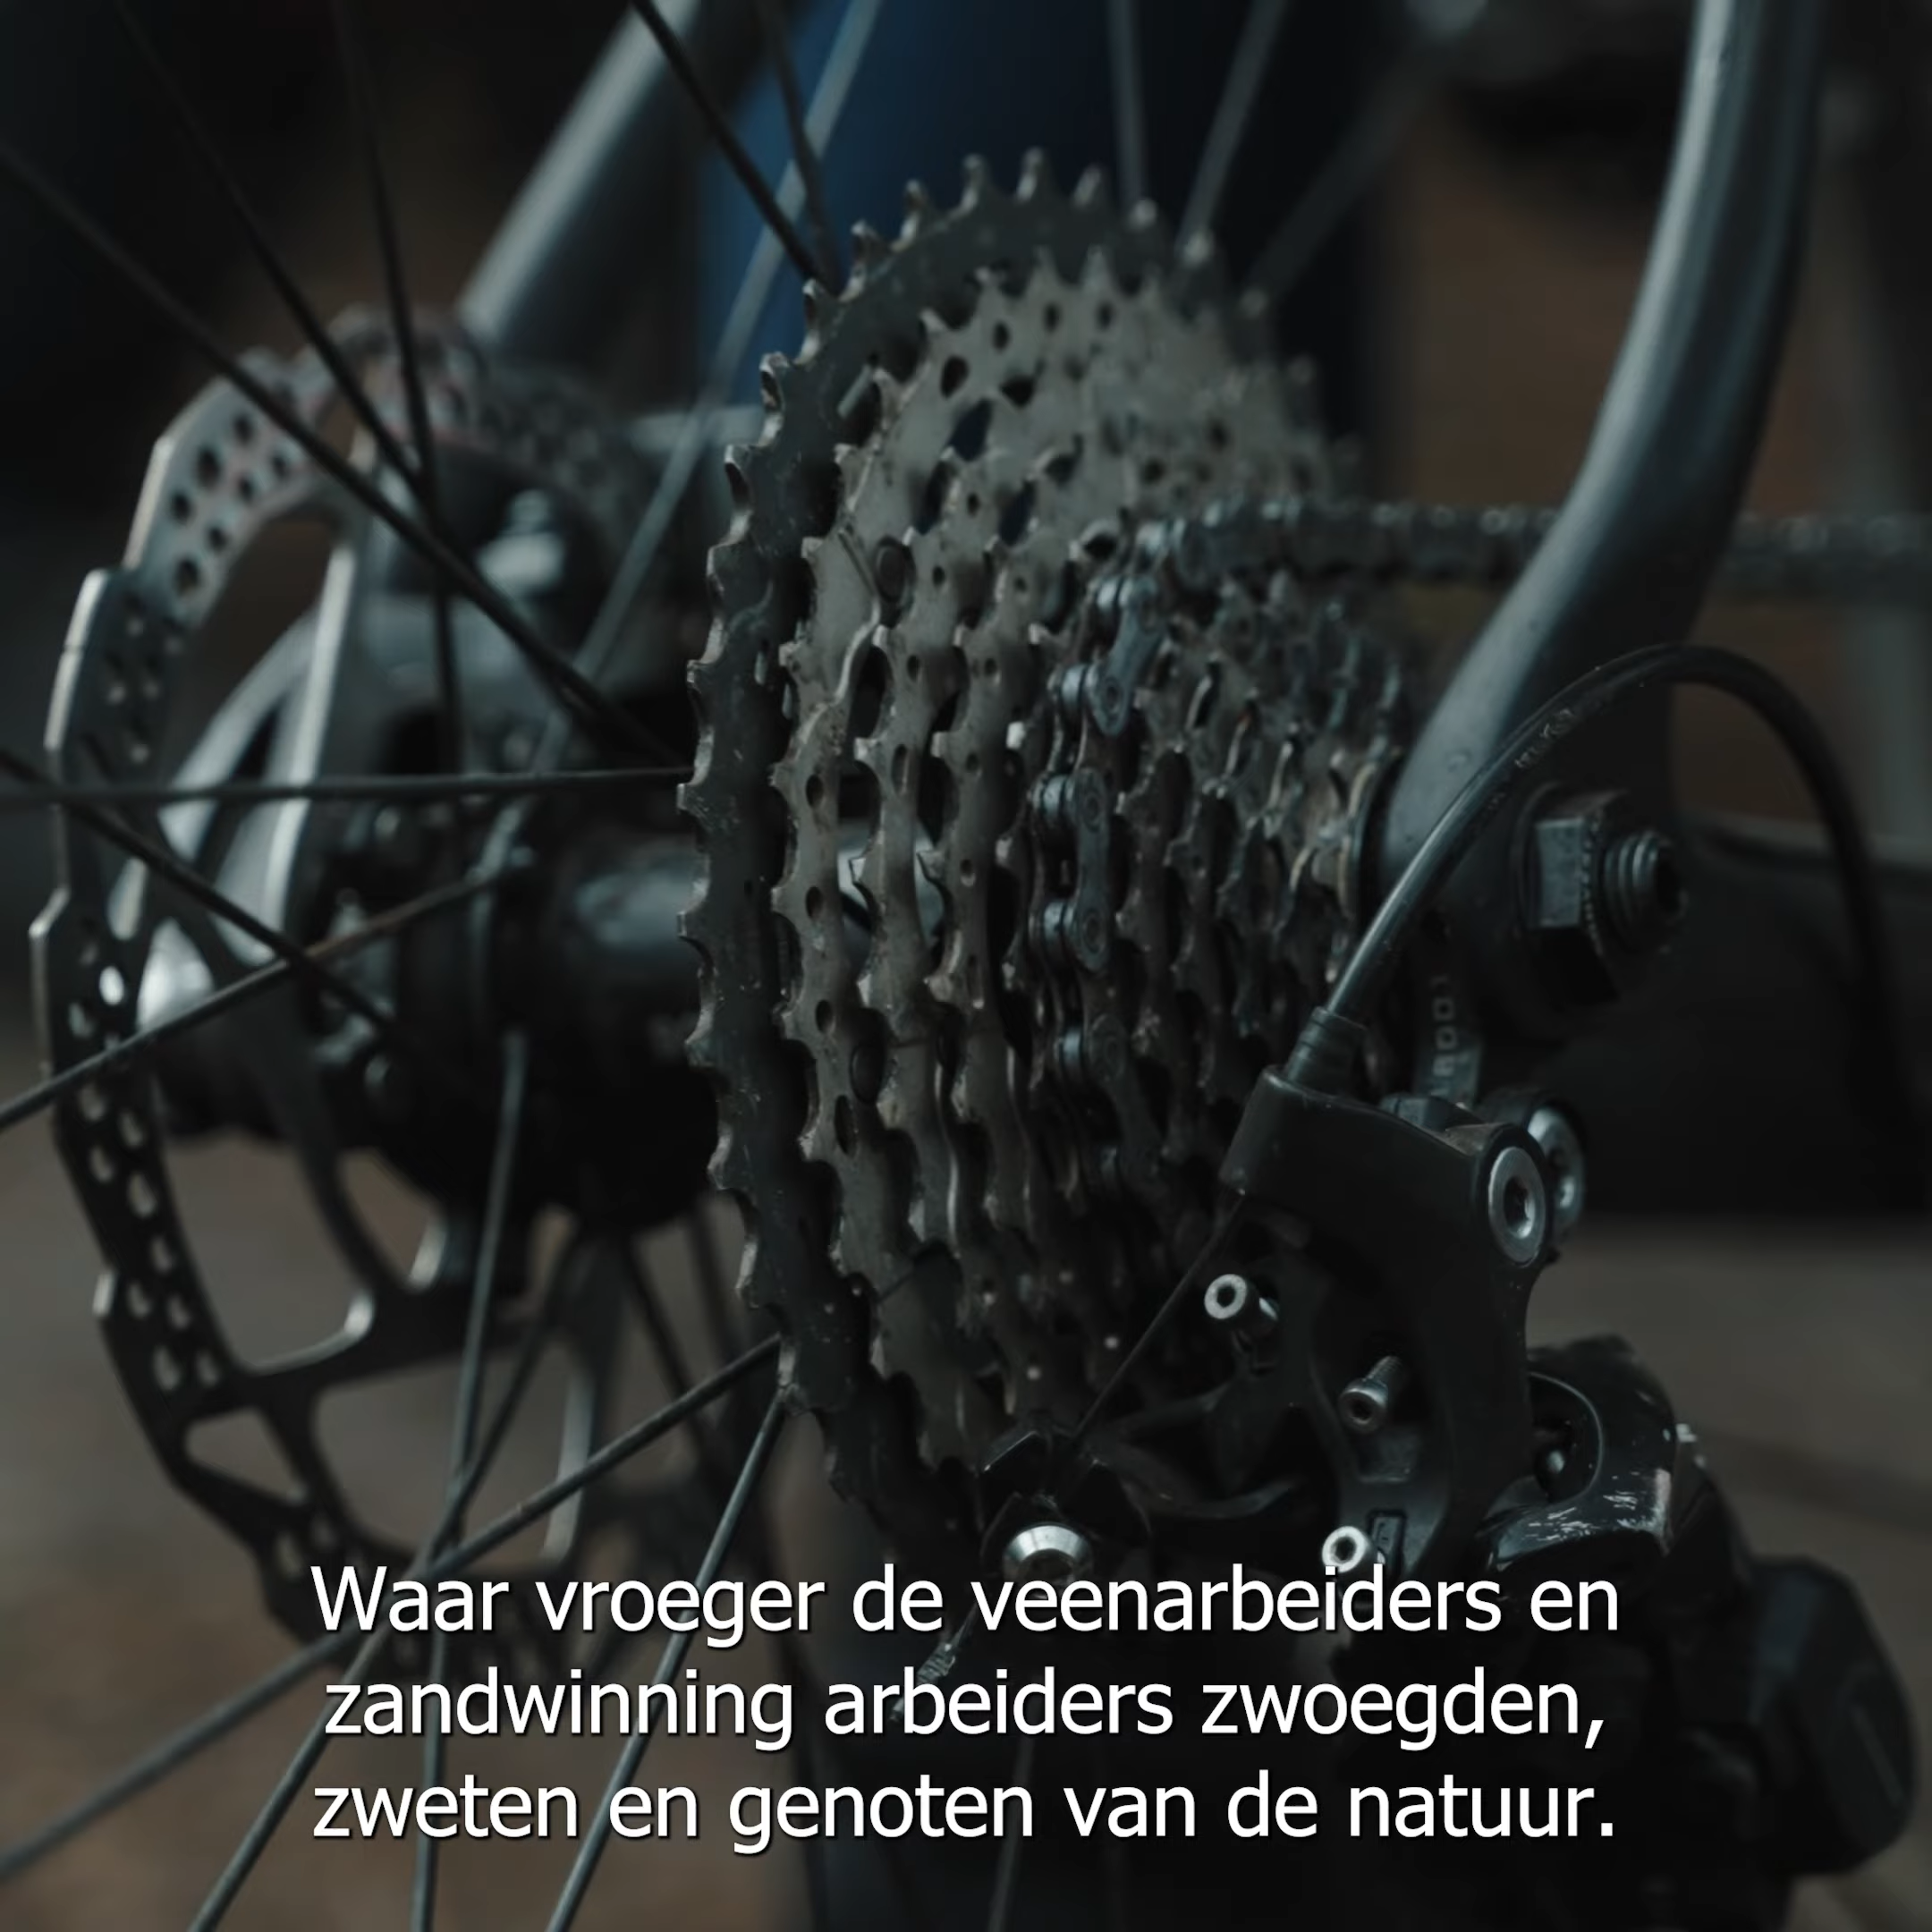 Waar vroeger de veenarbeiders en
zandwinning arbeiders zwoegden,
zweten en genoten van de natuur.